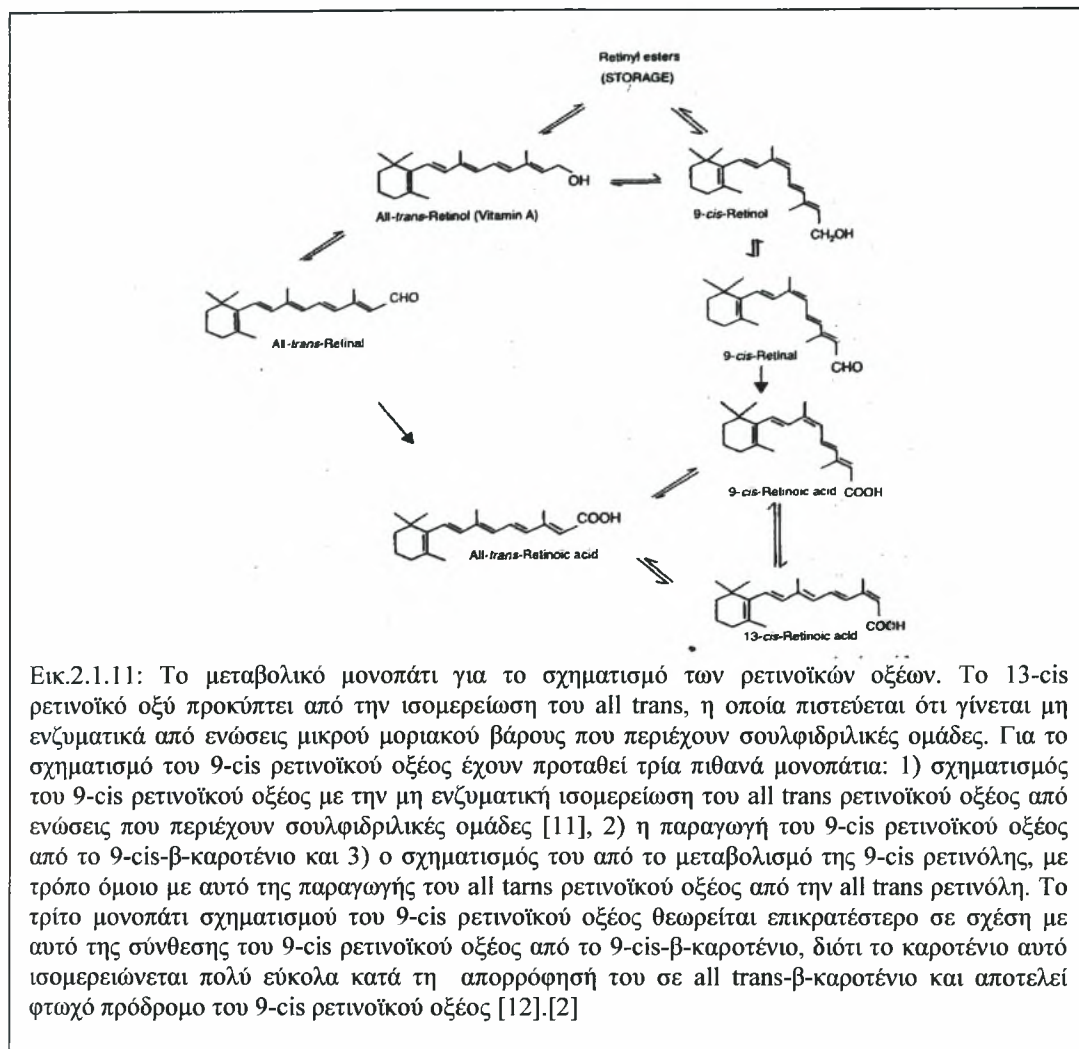 Retinyl esters
(STORAGE)
OH
All-trans-Retinol (Vitamin A)
9-cis-Retinol
CH₂OH
CHO
All-trans-Retinal
9-cis-Retinal
CHO
9-cis-Retinoic acid COOH
COOH
All-trans-Retinoic acid
COOH
13-cis-Retinoic acid
Εικ.2.1.11: Το μεταβολικό μονοπάτι για το σχηματισμό των ρετινοϊκών οξέων. Το 13-cis
ρετινοϊκό οξύ προκύπτει από την ισομερείωση του all trans, η οποία πιστεύεται ότι γίνεται μη
ενζυματικά από ενώσεις μικρού μοριακού βάρους που περιέχουν σουλφιδριλικές ομάδες. Για το
σχηματισμό του 9-cis ρετινοϊκού οξέος έχουν προταθεί τρία πιθανά μονοπάτια: 1) σχηματισμός
του 9-cis ρετινοϊκού οξέος με την μη ενζυματική ισομερείωση του all trans ρετινοϊκού οξέος από
ενώσεις που περιέχουν σουλφιδριλικές ομάδες [11], 2) η παραγωγή του 9-cis ρετινοϊκού οξέος
από το 9-cis-β-καροτένιο και 3) ο σχηματισμός του από το μεταβολισμό της 9-cis ρετινόλης, με
τρόπο όμοιο με αυτό της παραγωγής του all tarns ρετινοϊκού οξέος από την all trans ρετινόλη. Το
τρίτο μονοπάτι σχηματισμού του 9-cis ρετινοϊκού οξέος θεωρείται επικρατέστερο σε σχέση με
αυτό της σύνθεσης του 9-cis ρετινοϊκού οξέος από το 9-cis-β-καροτένιο, διότι το καροτένιο αυτό
ισομερειώνεται πολύ εύκολα κατά τη απορρόφησή του σε all trans-β-καροτένιο και αποτελεί
φτωχό πρόδρομο του 9-cis ρετινοϊκού οξέος [12].[2]